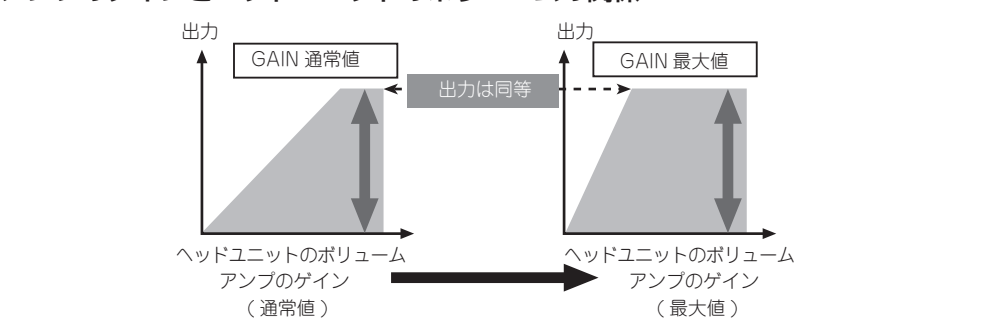 出力
GAIN 通常値
出力は同等
出力
GAIN 最大値
ヘッドユニットのボリューム
アンプのゲイン
( 通常値 )
ヘッドユニットのボリューム
アンプのゲイン
( 最大値 )